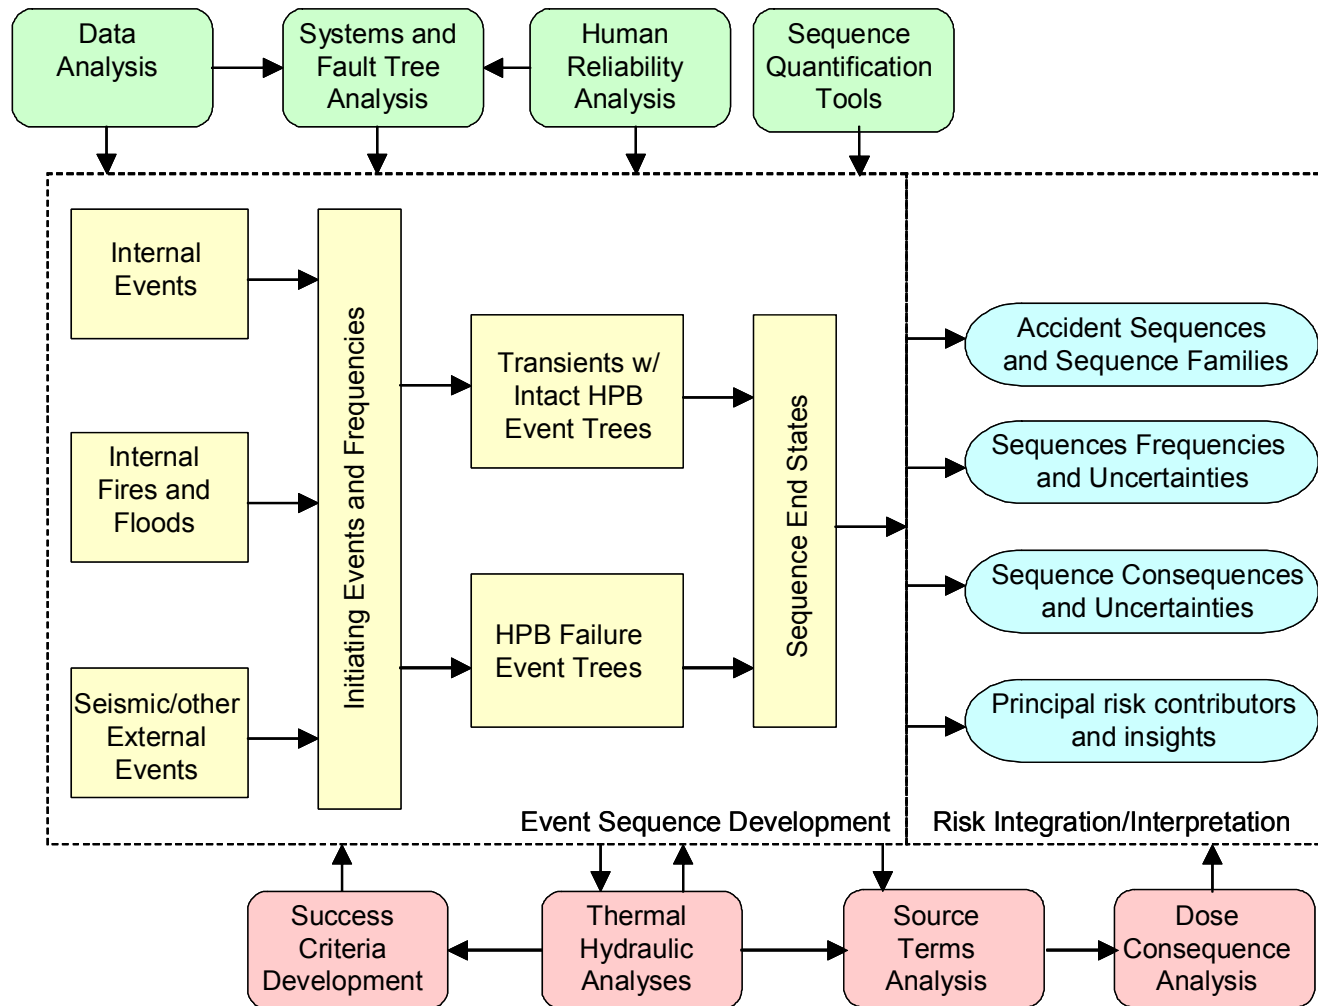 Data
Analysis
Systems and
Fault Tree
Analysis
Human
Reliability
Analysis
Sequence
Quantification
Tools
Internal
Events
Internal
Fires and
Floods
Seismic/other
External
Events
Initiating Events and Frequencies
Transients w/
Intact HPB
Event Trees
HPB Failure
Event Trees
Sequence End States
Event Sequence Development
Accident Sequences
and Sequence Families
Sequences Frequencies
and Uncertainties
Sequence Consequences
and Uncertainties
Principal risk contributors
and insights
Risk Integration/Interpretation
Success
Criteria
Development
Thermal
Hydraulic
Analyses
Source
Terms
Analysis
Dose
Consequence
Analysis